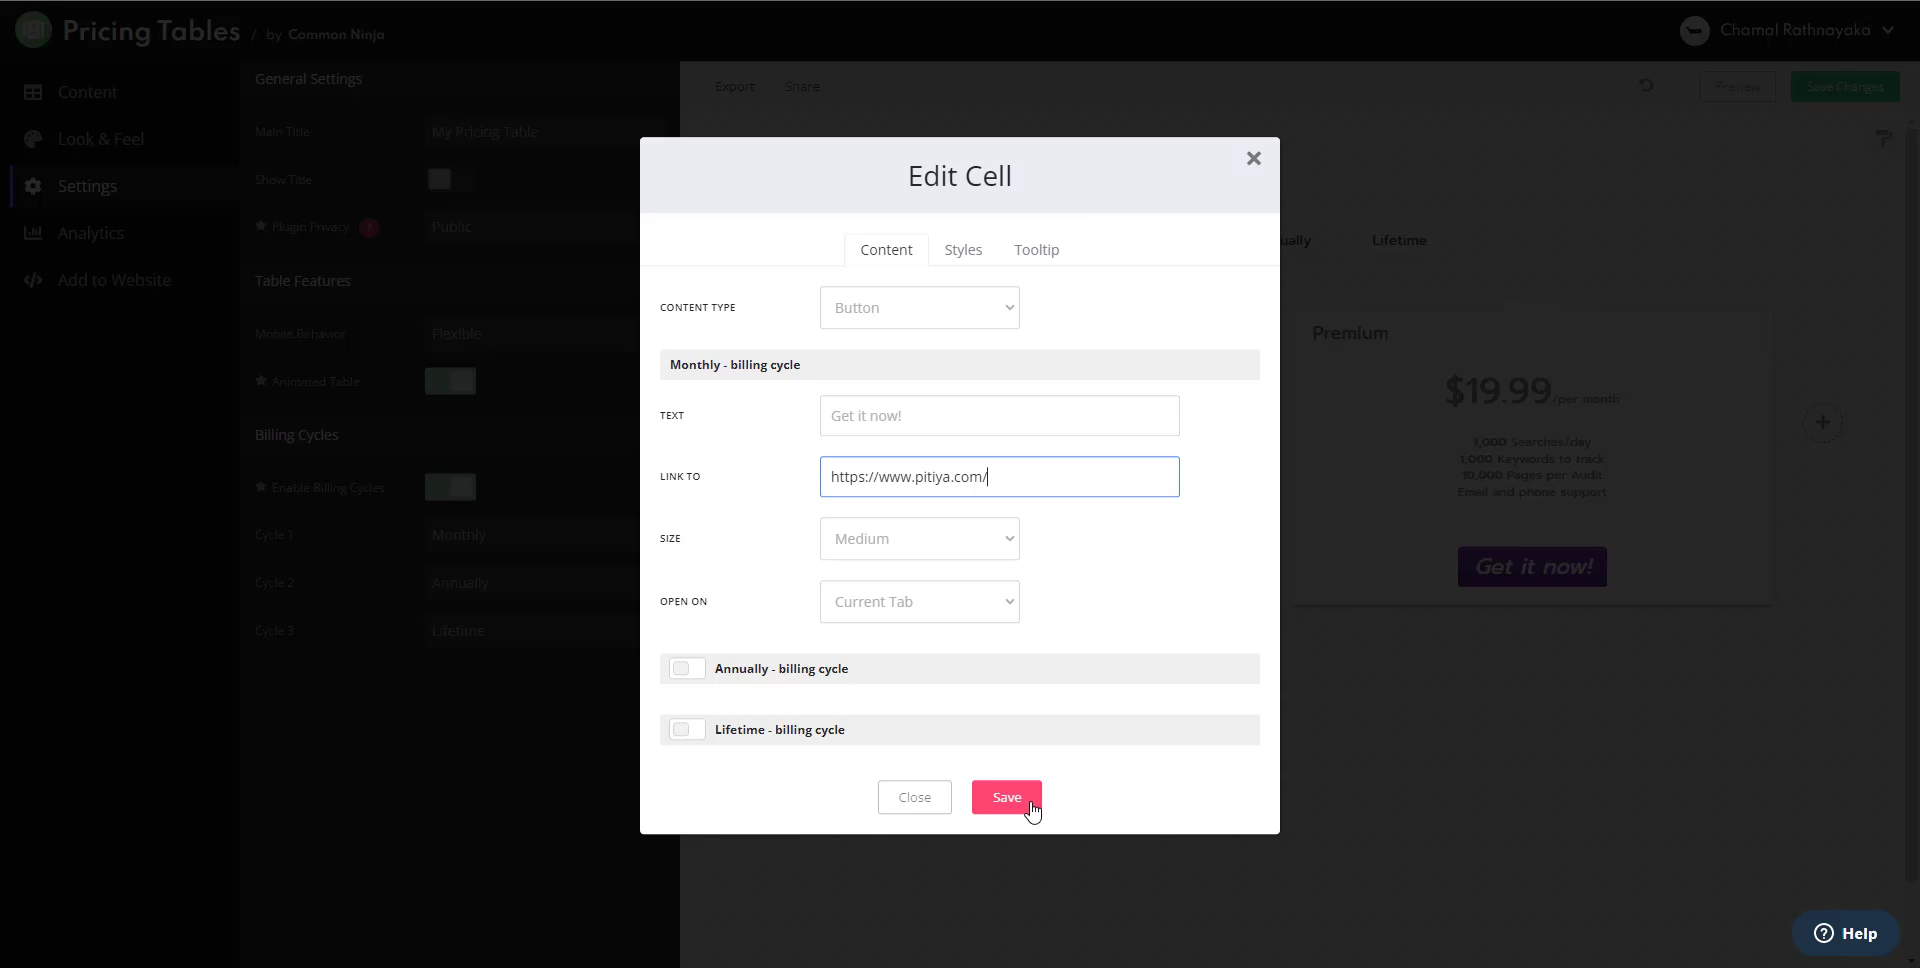 Pricing Tables / by Common Ninja
Chamal Rathnayaka
Content
Look & Feel
Settings
Analytics
Add to Website
General Settings
Main Title
My Pricing Table
Show Title
Plugin Privacy
?
Public
Table Features
Mobile Behavior
Flexible
Animated Table
Billing Cycles
Enable Billing Cycles
Cycle 1
Monthly
Cycle 2
Annually
Cycle 3
Lifetime
Export
Share
Preview
Save Changes
Edit Cell
Content
Styles
Tooltip
CONTENT TYPE
Button
Monthly - billing cycle
TEXT
Get it now!
LINK TO
https://www.pitiya.com/
SIZE
Medium
OPEN ON
Current Tab
Annually - billing cycle
Lifetime - billing cycle
Close
Save
ually
Lifetime
Premium
$19.99/per month
1,000 Searches/day
1,000 Keywords to track
10,000 Pages per Audit
Email and phone support
Get it now!
Help